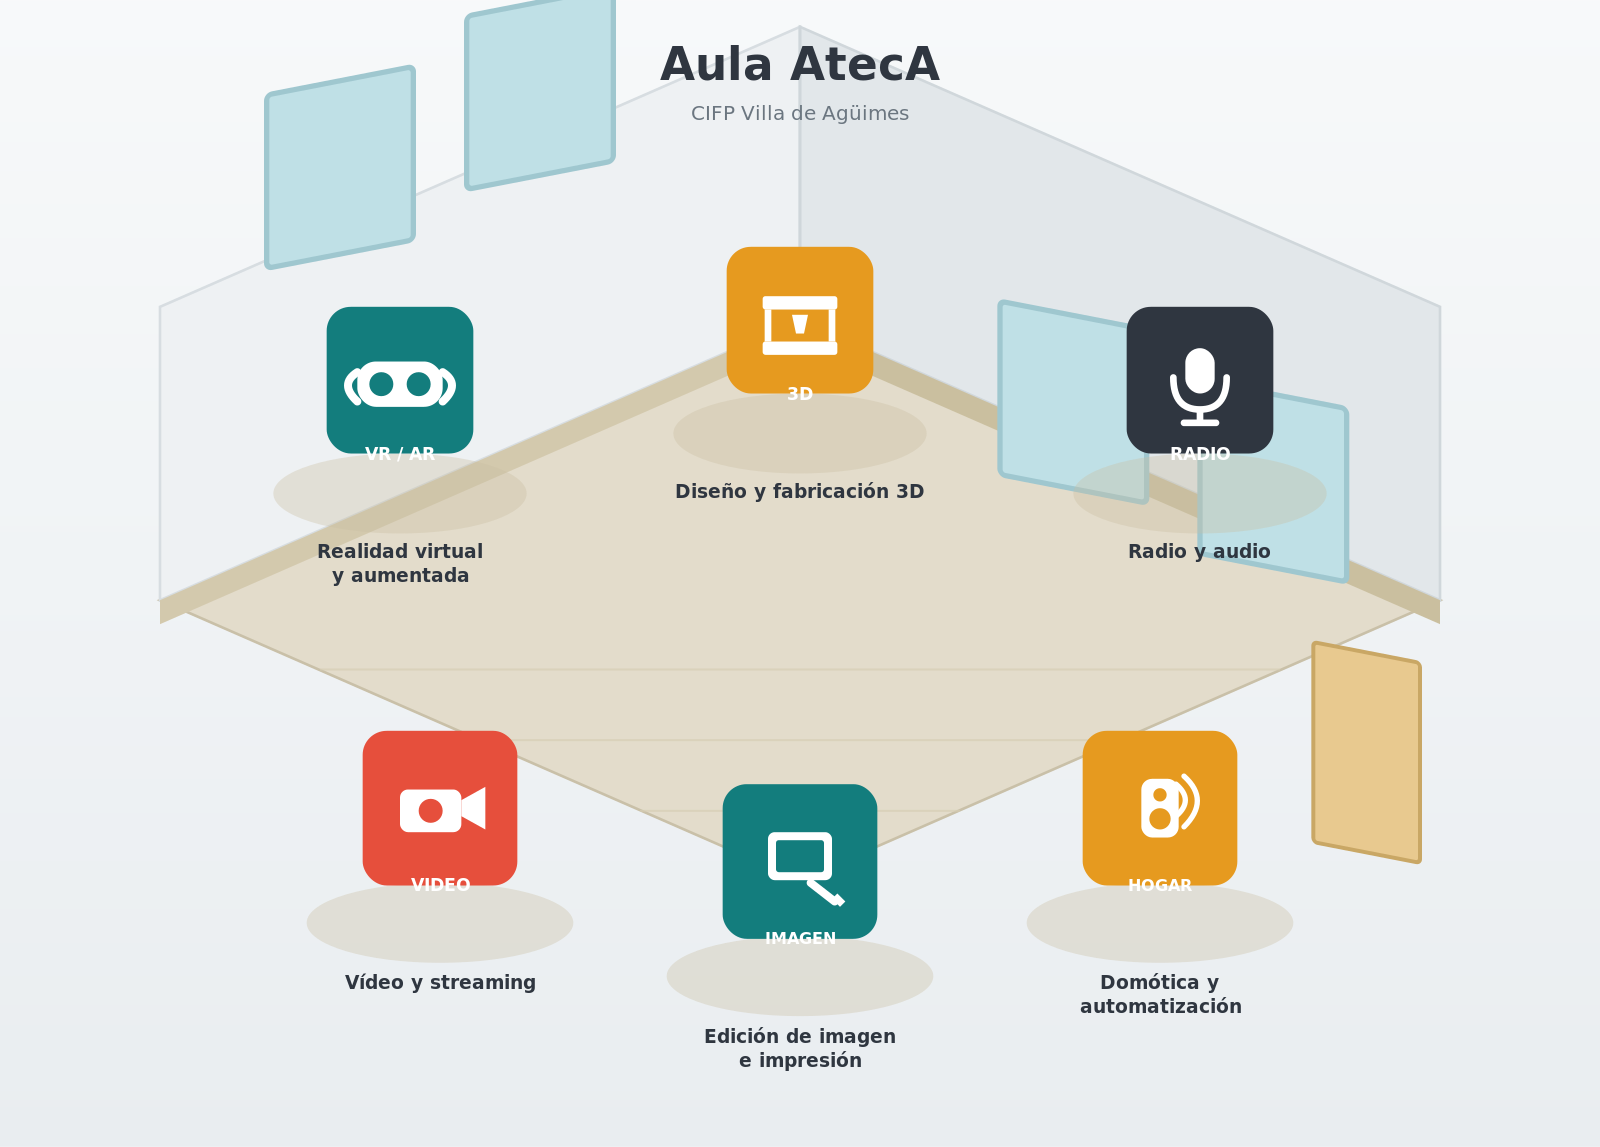 Aula AtecA
CIFP Villa de Agüimes
3D
Diseño y fabricación 3D
VR / AR
Realidad virtual
y aumentada
RADIO
Radio y audio
VIDEO
Vídeo y streaming
IMAGEN
Edición de imagen
e impresión
HOGAR
Domótica y
automatización